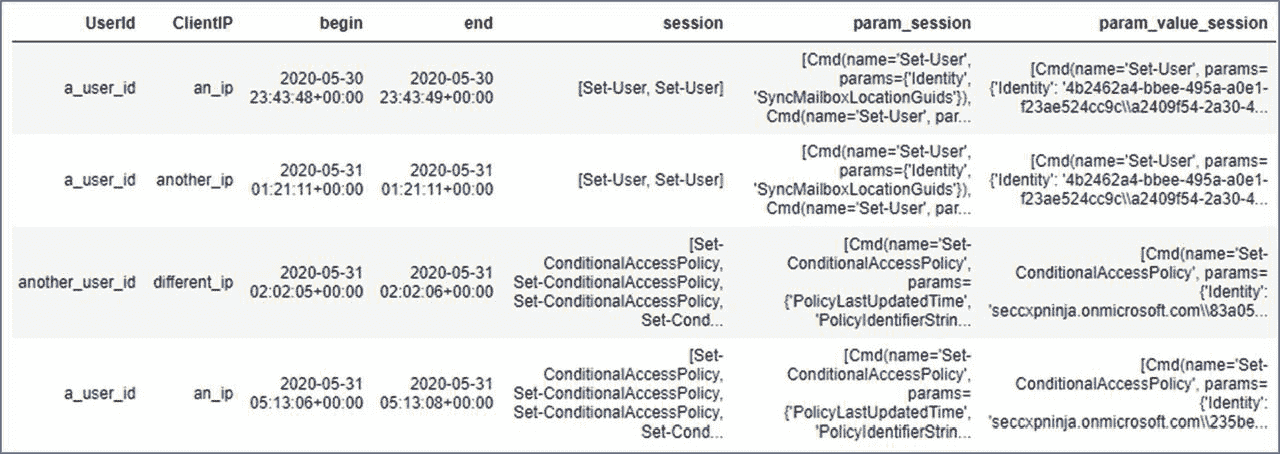 UserId ClientIP begin end session param_session param_value_session
a_user_id an_ip 2020-05-30 23:43:48+00:00 2020-05-30 23:43:49+00:00 [Set-User, Set-User] [Cmd(name='Set-User', params={'Identity', 'SyncMailboxLocationGuids'}), Cmd(name='Set-User', par... [Cmd(name='Set-User', params= {'Identity': '4b2462a4-bbee-495a-a0e1- f23ae524cc9c\\a2409f54-2a30-4...
a_user_id another_ip 2020-05-31 01:21:11+00:00 2020-05-31 01:21:11+00:00 [Set-User, Set-User] [Cmd(name='Set-User', params={'Identity', 'SyncMailboxLocationGuids'}), Cmd(name='Set-User', par... [Cmd(name='Set-User', params= {'Identity': '4b2462a4-bbee-495a-a0e1- f23ae524cc9c\\a2409f54-2a30-4...
another_user_id different_ip 2020-05-31 02:02:05+00:00 2020-05-31 02:02:06+00:00 [Set- ConditionalAccessPolicy, Set-ConditionalAccessPolicy, Set-ConditionalAccessPolicy, Set-Cond... [Cmd(name='Set- ConditionalAccessPolicy', params= {'PolicyLastUpdatedTime', 'PolicyIdentifierStrin... [Cmd(name='Set- ConditionalAccessPolicy', params= {'Identity': 'seccxpninja.onmicrosoft.com\\83a05...
a_user_id an_ip 2020-05-31 05:13:06+00:00 2020-05-31 05:13:08+00:00 [Set- ConditionalAccessPolicy, Set-ConditionalAccessPolicy, Set-ConditionalAccessPolicy, Set-Cond... [Cmd(name='Set- ConditionalAccessPolicy', params= {'PolicyLastUpdatedTime', 'PolicyIdentifierStrin... [Cmd(name='Set- ConditionalAccessPolicy', params= {'Identity': 'seccxpninja.onmicrosoft.com\\235be...